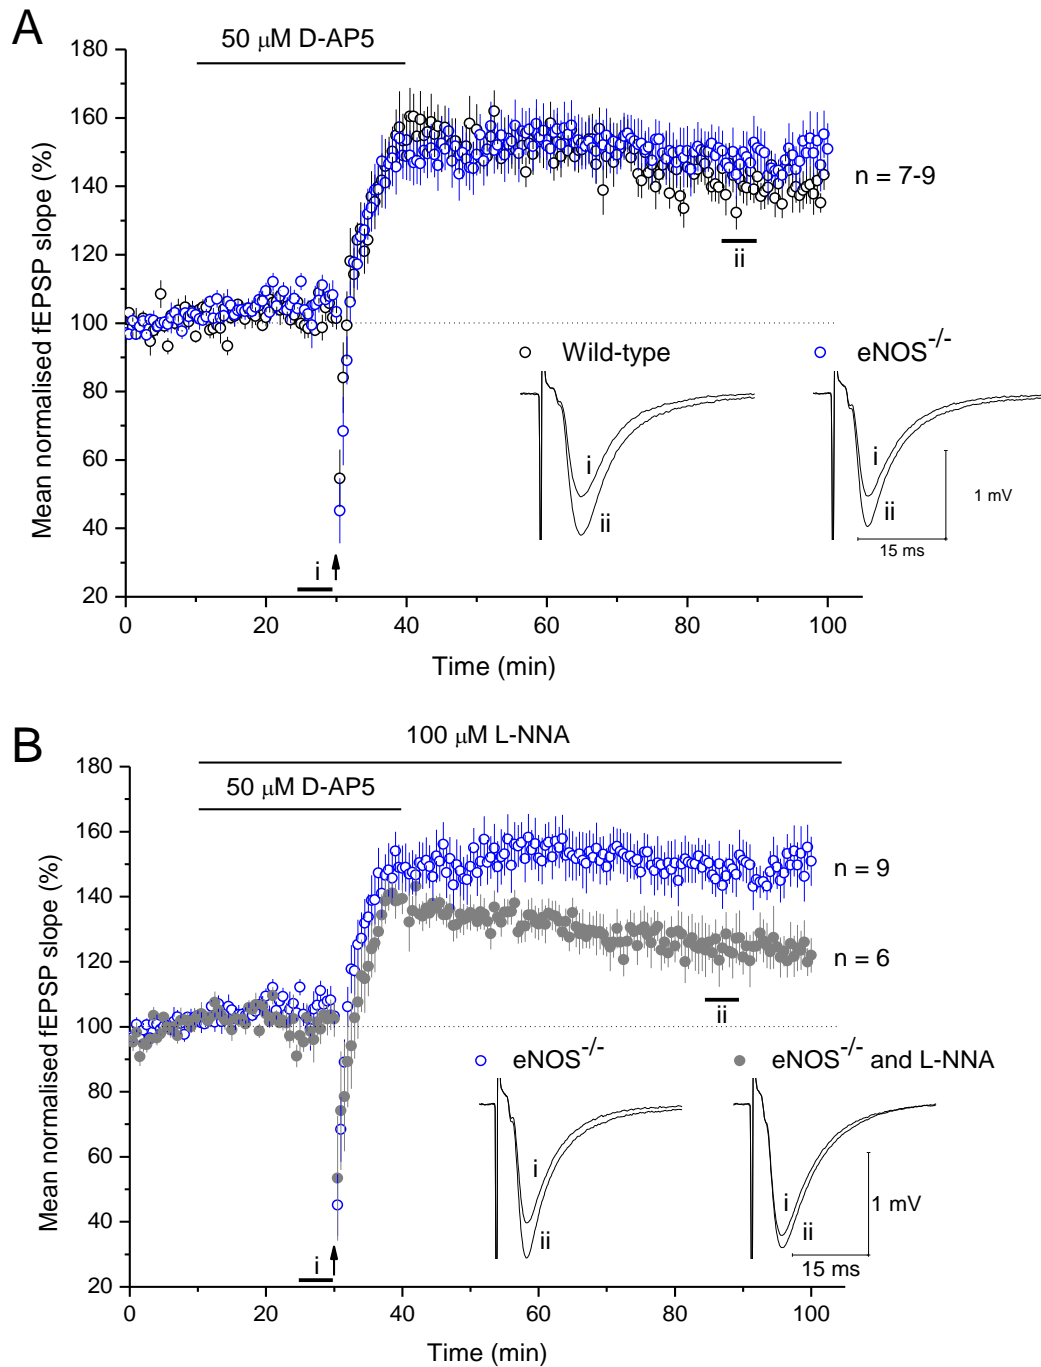 A
50 μM D-AP5
180
160
140
120
100
80
60
40
20
Mean normalised fEPSP slope (%)
n = 7-9
ii
Wild-type
eNOS-/-
i
ii
i
ii
1 mV
15 ms
i
0 20 40 60 80 100
Time (min)
B
100 μM L-NNA
50 μM D-AP5
180
160
140
120
100
80
60
40
20
Mean normalised fEPSP slope (%)
n = 9
n = 6
ii
eNOS-/-
eNOS-/- and L-NNA
i
ii
i
ii
1 mV
15 ms
i
0 20 40 60 80 100
Time (min)